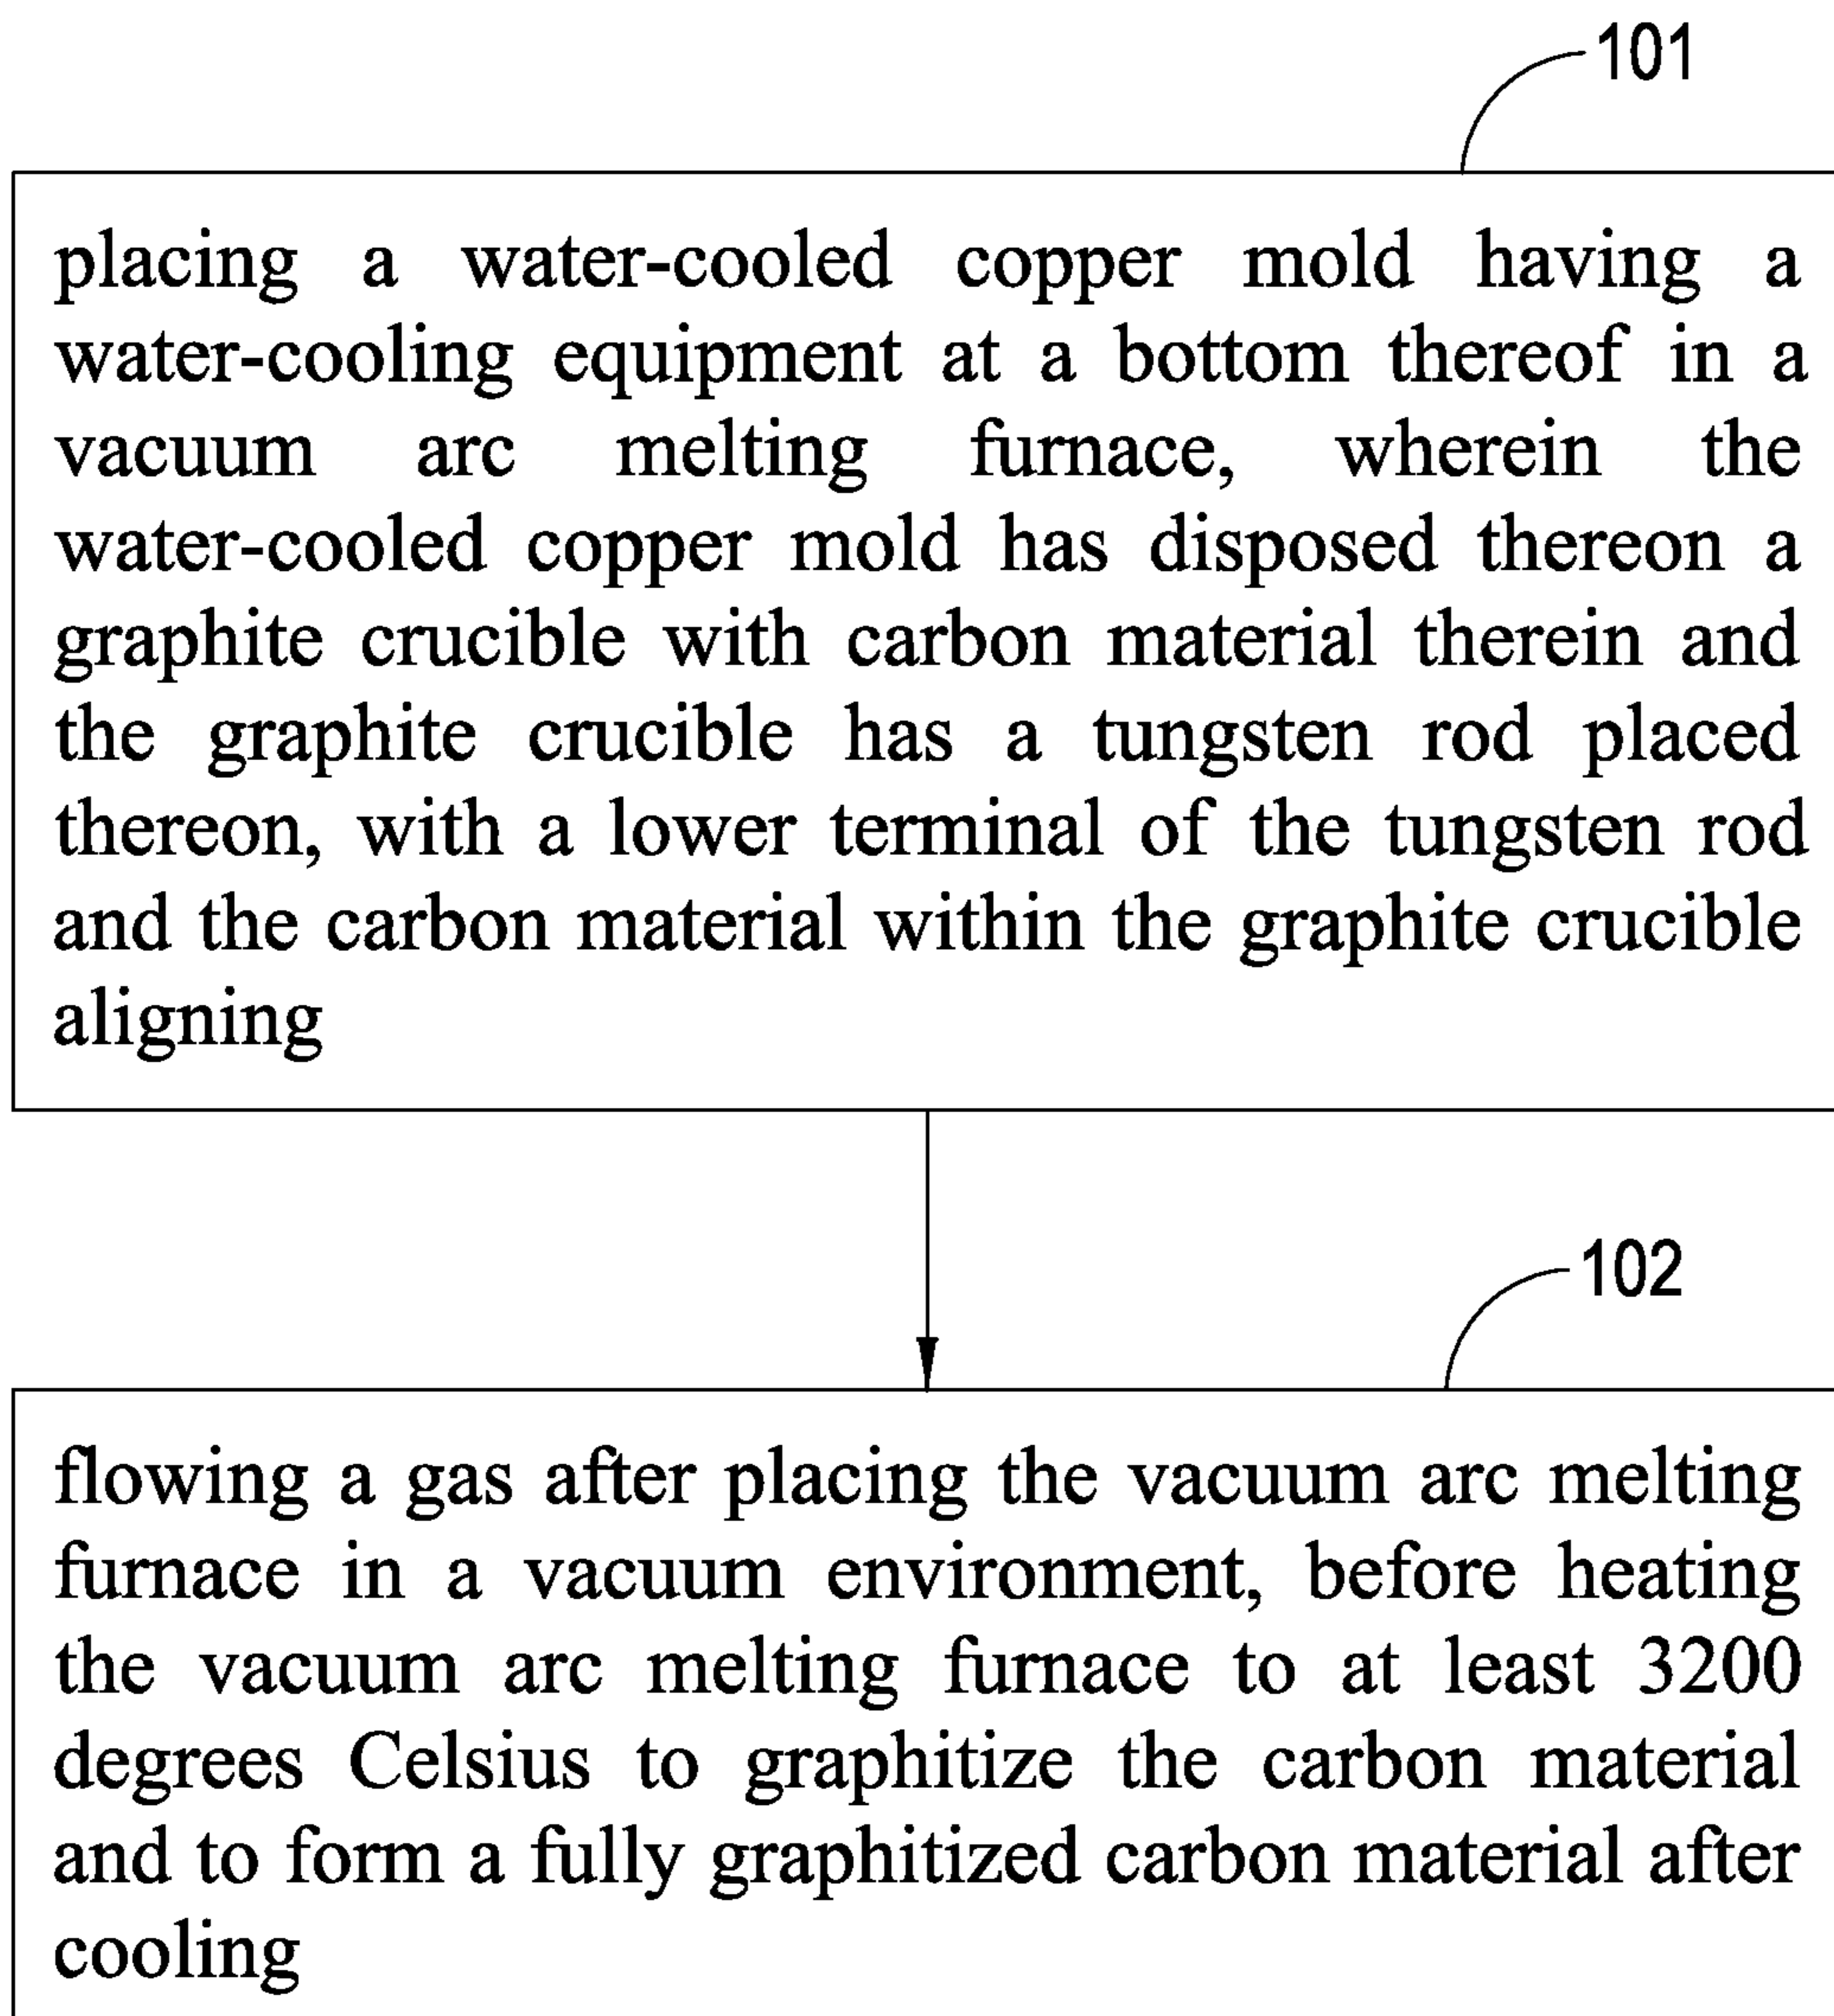 101
placing a water-cooled copper mold having a
water-cooling equipment at a bottom thereof in a
vacuum arc melting furnace, wherein the
water-cooled copper mold has disposed thereon a
graphite crucible with carbon material therein and
the graphite crucible has a tungsten rod placed
thereon, with a lower terminal of the tungsten rod
and the carbon material within the graphite crucible
aligning
102
flowing a gas after placing the vacuum arc melting
furnace in a vacuum environment, before heating
the vacuum arc melting furnace to at least 3200
degrees Celsius to graphitize the carbon material
and to form a fully graphitized carbon material after
cooling